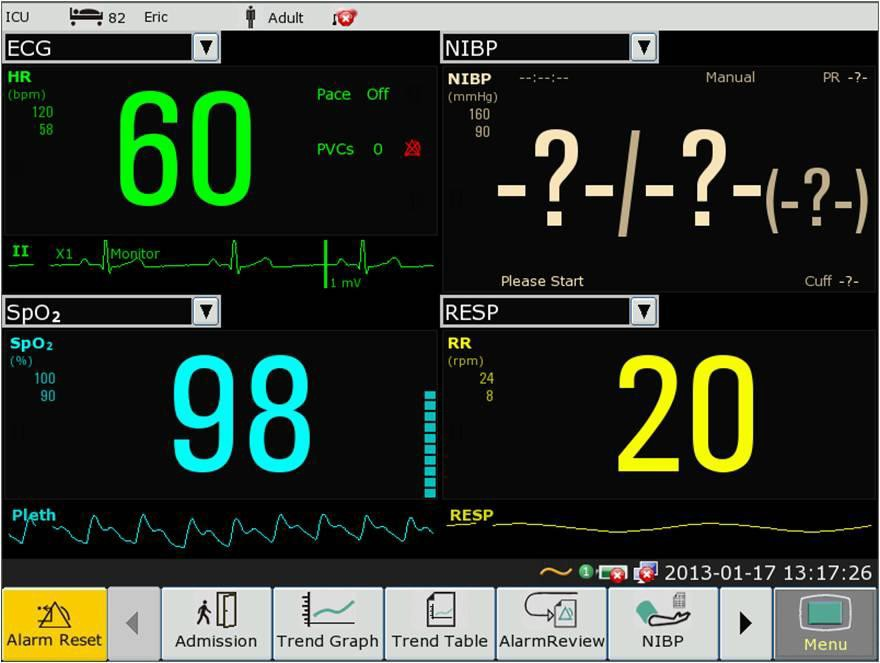 ICU 82 Eric Adult
ECG
HR
(bpm)
120
58
60
Pace Off
PVCs 0
II X1 Monitor
1 mV
NIBP
NIBP --:--:-- Manual PR -?-
(mmHg)
160
90
-?-/-?-(-?-)
Please Start Cuff -?-
SpO₂
SpO₂
(%)
100
90
98
Pleth
RESP
RR
(rpm)
24
8
20
RESP
1 2013-01-17 13:17:26
Alarm Reset
Admission
Trend Graph
Trend Table
AlarmReview
NIBP
Menu